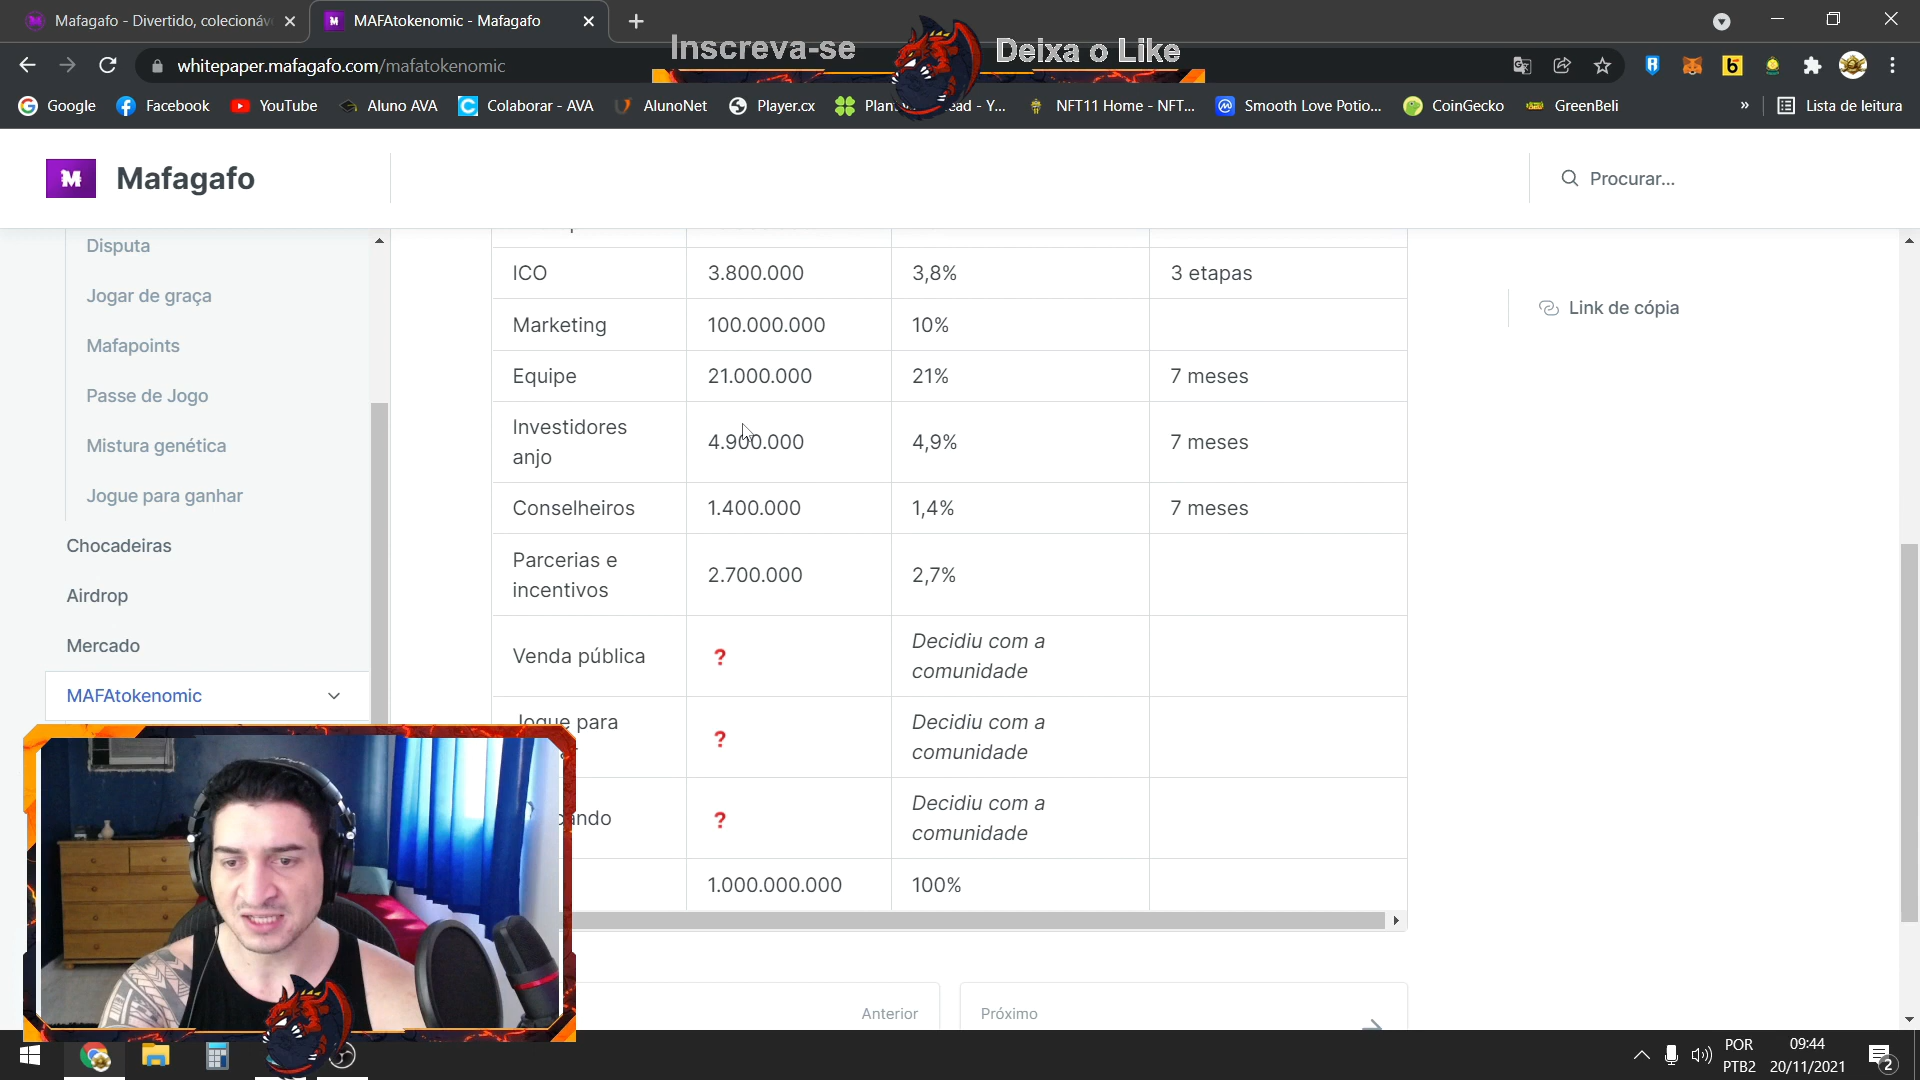 Mafagafo - Divertido, colecionáv
MAFAtokenomic - Mafagafo
Inscreva-se
Deixa o Like
whitepaper.mafagafo.com/mafatokenomic
Google
Facebook
YouTube
Aluno AVA
Colaborar - AVA
AlunoNet
Player.cx
NFT11 Home - NFT...
Smooth Love Potio...
CoinGecko
GreenBeli
»
Lista de leitura
M
Mafagafo
Procurar...
Disputa
Jogar de graça
Mafapoints
Passe de Jogo
Mistura genética
Jogue para ganhar
Chocadeiras
Airdrop
Mercado
MAFAtokenomic
ICO 3.800.000 3,8% 3 etapas
Marketing 100.000.000 10%
Equipe 21.000.000 21% 7 meses
Investidores
anjo 4.900.000 4,9% 7 meses
Conselheiros 1.400.000 1,4% 7 meses
Parcerias e
incentivos 2.700.000 2,7%
Venda pública ? Decidiu com a
comunidade
Jogue para ? Decidiu com a
comunidade
? Decidiu com a
comunidade
1.000.000.000 100%
Link de cópia
Anterior
Próximo
POR
PTB2
09:44
20/11/2021
2